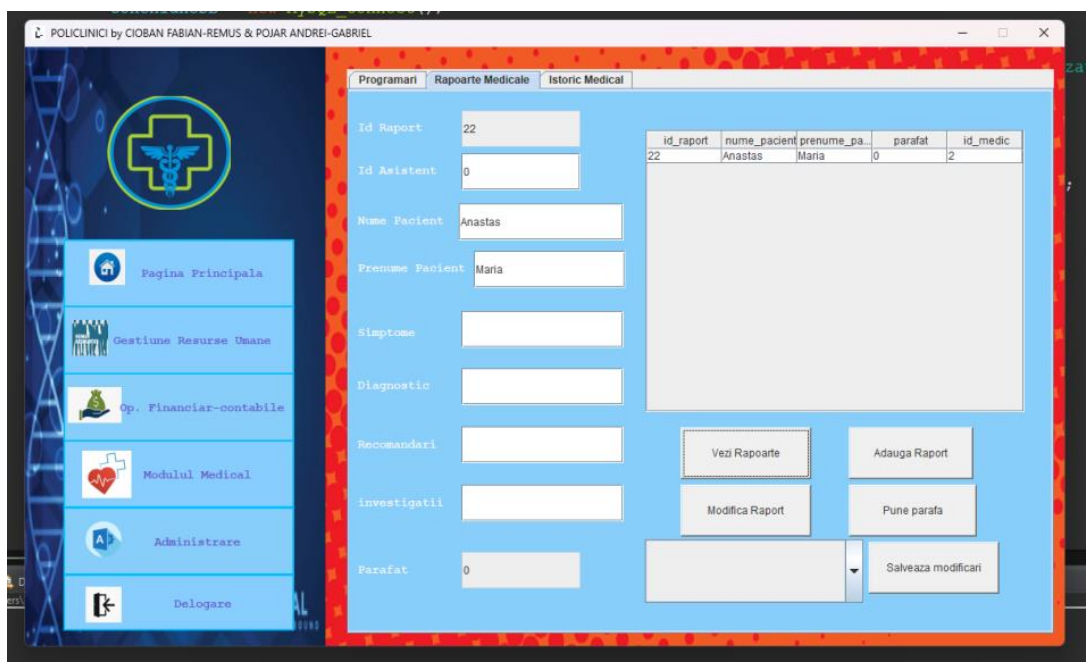 POLICLINICI by CIOBAN FABIAN-REMUS & POJAR ANDREI-GABRIEL
Programari Rapoarte Medicale Istoric Medical
Id Raport 22
Id Asistent 0
Nume Pacient Anastas
Prenume Pacient Maria
Simptome
Diagnostic
Recomandari
investigatii
Parafat 0
id_raport nume_pacient prenume_pa... parafat id_medic
22 Anastas Maria 0 2
Vezi Rapoarte Adauga Raport
Modifica Raport Pune parafa
Salveaza modificari
Pagina Principala
Gestiune Resurse Umane
Op. Financiar-contabile
Modulul Medical
Administrare
Delogare